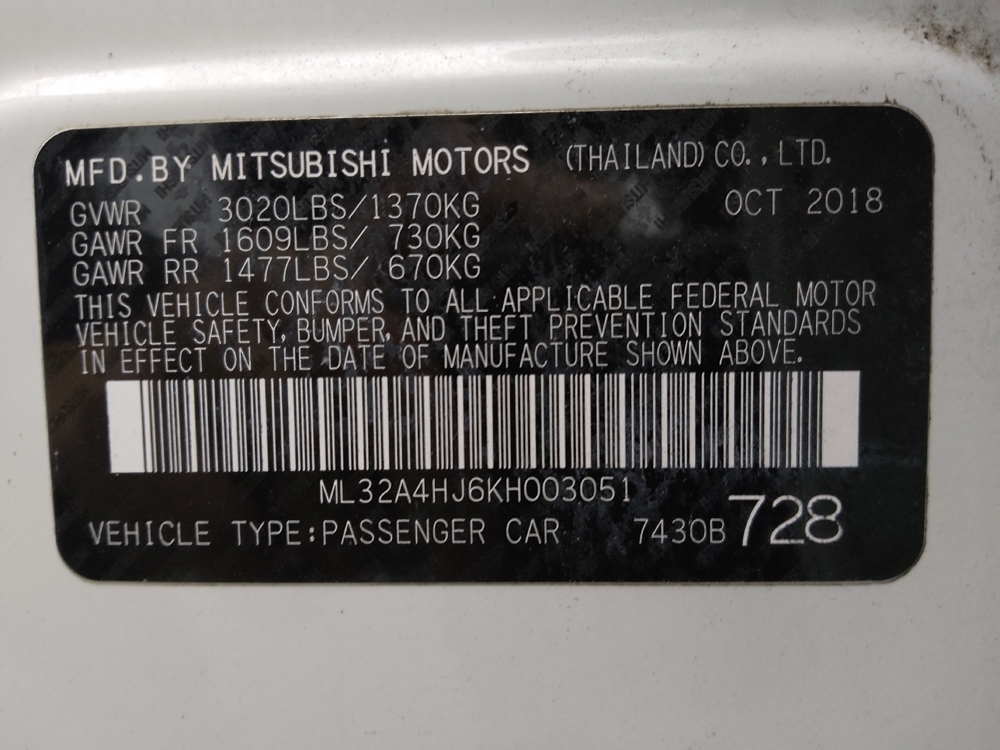 MFD.BY MITSUBISHI MOTORS (THAILAND) CO.,LTD.
GVWR 3020LBS/1370KG OCT 2018
GAWR FR 1609LBS/ 730KG
GAWR RR 1477LBS/ 670KG
THIS VEHICLE CONFORMS TO ALL APPLICABLE FEDERAL MOTOR
VEHICLE SAFETY, BUMPER, AND THEFT PREVENTION STANDARDS
IN EFFECT ON THE DATE OF MANUFACTURE SHOWN ABOVE.
ML32A4HJ6KH003051
VEHICLE TYPE:PASSENGER CAR 7430B 728